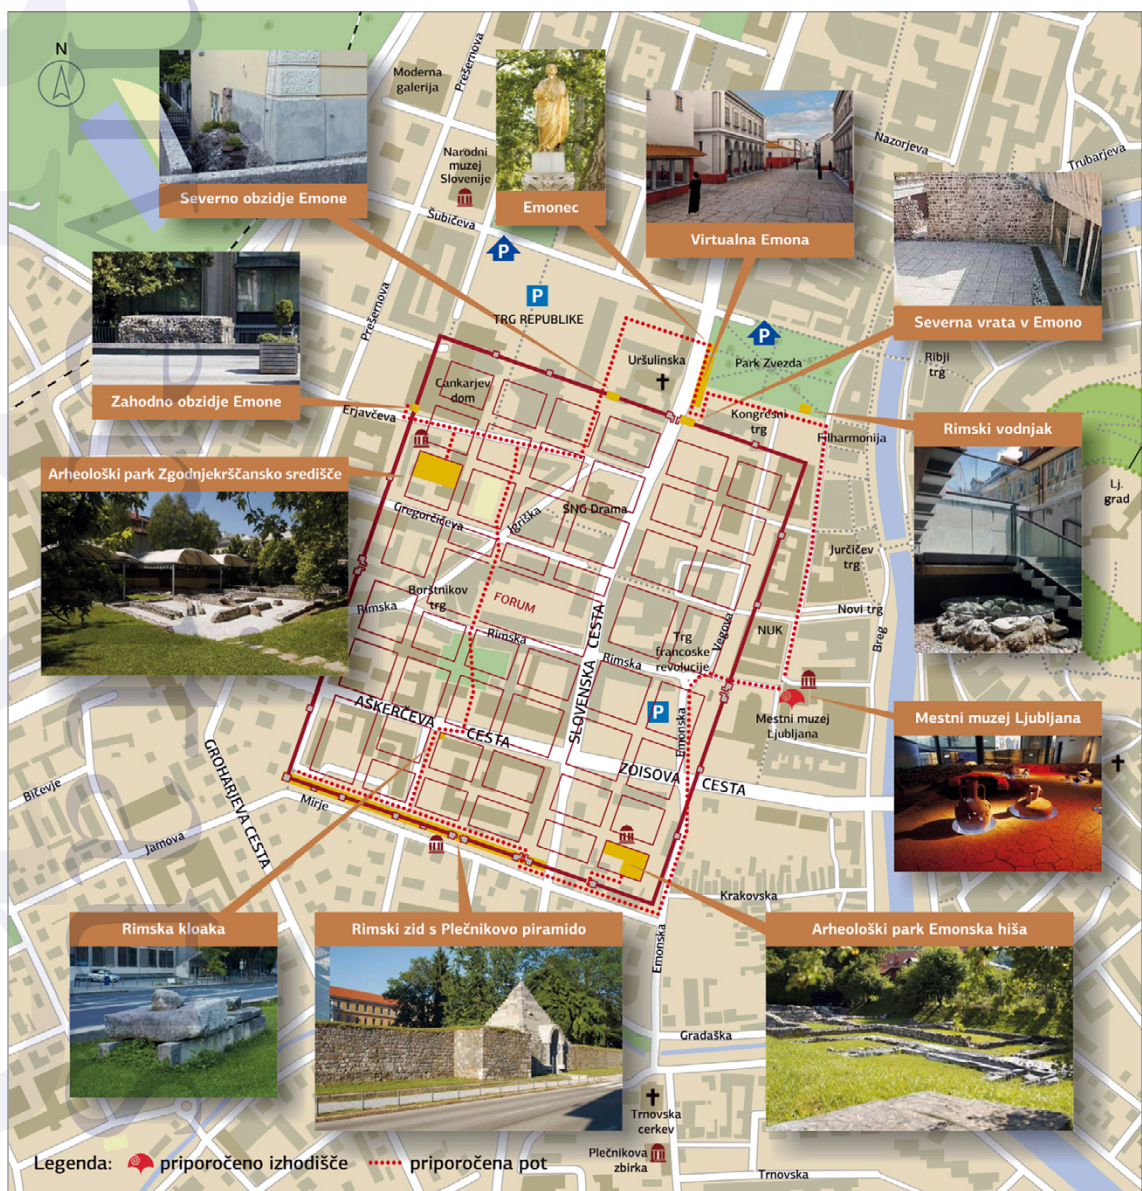 N
Moderna
galerija
Prešernova
Narodni
muzej
Slovenije
Šubičeva
Nazorjeva
Trubarjeva
Severno obzidje Emone
Emonec
Virtualna Emona
Severna vrata v Emono
P
P
TRG REPUBLIKE
Prešernova
Uršulinska
P
Park Zvezda
Ribji
trg
Cankarjev
dom
Zahodno obzidje Emone
Erjavčeva
Kongresni
trg
Filharmonija
Rimski vodnjak
Arheološki park Zgodnjekrščansko središče
Lj.
grad
Gregorčičeva
Igriška
SNG Drama
Jurčičev
trg
Borštnikov
trg
FORUM
Rimska
Rimska
Rimska
SLOVENSKA CESTA
Vegova
NUK
Novi trg
Breg
Trg
francoske
revolucije
P
Emonska
Mestni muzej
Ljubljana
Mestni muzej Ljubljana
AŠKERČEVA CESTA
ZOISOVA CESTA
GROHARJEVA CESTA
Bičevje
Jamova
Mirje
Krakovska
Rimska kloaka
Rimski zid s Plečnikovo piramido
Emonska
Arheološki park Emonska hiša
Gradaška
Trnovska
cerkev
Plečnikova
zbirka
Trnovska
Legenda: priporočeno izhodišče priporočena pot